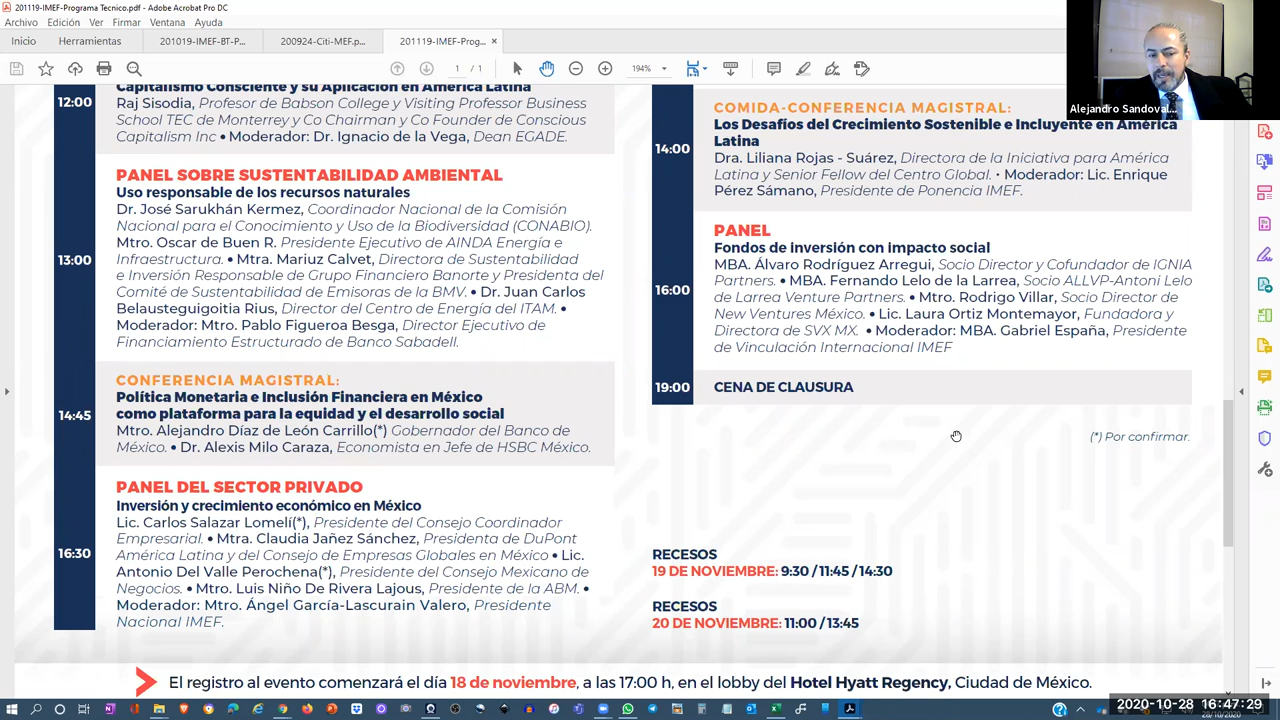 201119-IMEF-Programa Tecnico.pdf - Adobe Acrobat Pro DC
Archivo Edición Ver Firmar Ventana Ayuda
Inicio Herramientas 201019-IMEF-BT-P... 200924-Citi-MEF.p... 201119-IMEF-Prog... ×
/ 1 194%
Alejandro Sandoval...
12:00
Capitalismo Consciente y su Aplicación en América Latina
Raj Sisodia, Profesor de Babson College y Visiting Professor Business
School TEC de Monterrey y Co Chairman y Co Founder de Conscious
Capitalism Inc • Moderador: Dr. Ignacio de la Vega, Dean EGADE.
13:00
PANEL SOBRE SUSTENTABILIDAD AMBIENTAL
Uso responsable de los recursos naturales
Dr. José Sarukhán Kermez, Coordinador Nacional de la Comisión
Nacional para el Conocimiento y Uso de la Biodiversidad (CONABIO).
Mtro. Oscar de Buen R. Presidente Ejecutivo de AINDA Energía e
Infraestructura. • Mtra. Mariuz Calvet, Directora de Sustentabilidad
e Inversión Responsable de Grupo Financiero Banorte y Presidenta del
Comité de Sustentabilidad de Emisoras de la BMV. • Dr. Juan Carlos
Belausteguigoitia Rius, Director del Centro de Energía del ITAM. •
Moderador: Mtro. Pablo Figueroa Besga, Director Ejecutivo de
Financiamiento Estructurado de Banco Sabadell.
14:45
CONFERENCIA MAGISTRAL:
Política Monetaria e Inclusión Financiera en México
como plataforma para la equidad y el desarrollo social
Mtro. Alejandro Díaz de León Carrillo(*) Gobernador del Banco de
México. • Dr. Alexis Milo Caraza, Economista en Jefe de HSBC México.
16:30
PANEL DEL SECTOR PRIVADO
Inversión y crecimiento económico en México
Lic. Carlos Salazar Lomelí(*), Presidente del Consejo Coordinador
Empresarial. • Mtra. Claudia Jañez Sánchez, Presidenta de DuPont
América Latina y del Consejo de Empresas Globales en México • Lic.
Antonio Del Valle Perochena(*), Presidente del Consejo Mexicano de
Negocios. • Mtro. Luis Niño De Rivera Lajous, Presidente de la ABM. •
Moderador: Mtro. Ángel García-Lascurain Valero, Presidente
Nacional IMEF.
14:00
COMIDA-CONFERENCIA MAGISTRAL:
Los Desafíos del Crecimiento Sostenible e Incluyente en América
Latina
Dra. Liliana Rojas - Suárez, Directora de la Iniciativa para América
Latina y Senior Fellow del Centro Global. • Moderador: Lic. Enrique
Pérez Sámano, Presidente de Ponencia IMEF.
16:00
PANEL
Fondos de inversión con impacto social
MBA. Álvaro Rodríguez Arregui, Socio Director y Cofundador de IGNIA
Partners. • MBA. Fernando Lelo de la Larrea, Socio ALLVP-Antoni Lelo
de Larrea Venture Partners. • Mtro. Rodrigo Villar, Socio Director de
New Ventures México. • Lic. Laura Ortiz Montemayor, Fundadora y
Directora de SVX MX. • Moderador: MBA. Gabriel España, Presidente
de Vinculación Internacional IMEF
19:00
CENA DE CLAUSURA
(*) Por confirmar.
RECESOS
19 DE NOVIEMBRE: 9:30 / 11:45 / 14:30
RECESOS
20 DE NOVIEMBRE: 11:00 / 13:45
El registro al evento comenzará el día 18 de noviembre, a las 17:00 h, en el lobby del Hotel Hyatt Regency, Ciudad de México.
2020-10-28 16:47:29
28/10/2020